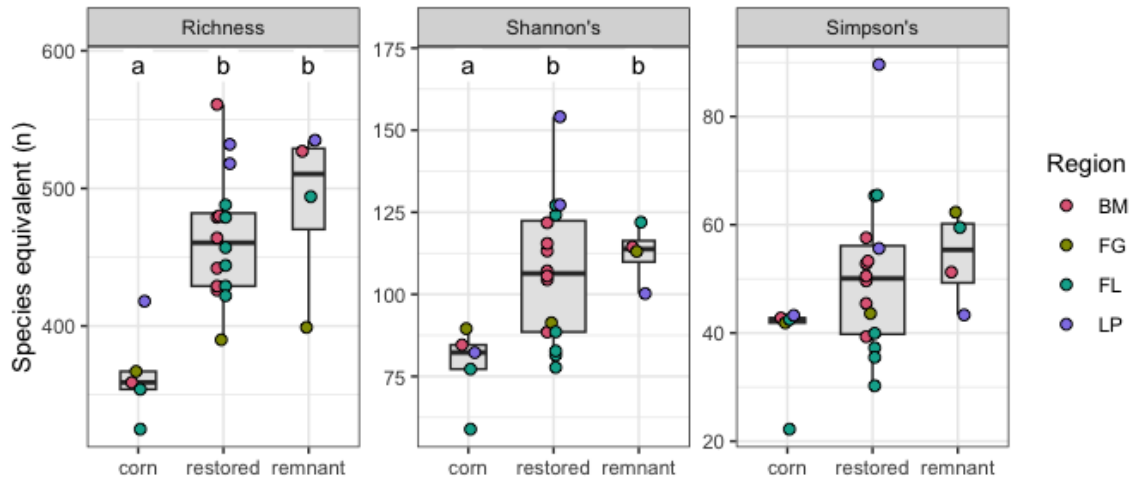 Richness Shannon's Simpson's
Species equivalent (n)
600
500
400
a b b
corn restored remnant
175
150
125
100
75
a b b
corn restored remnant
80
60
40
20
corn restored remnant
Region
BM
FG
FL
LP